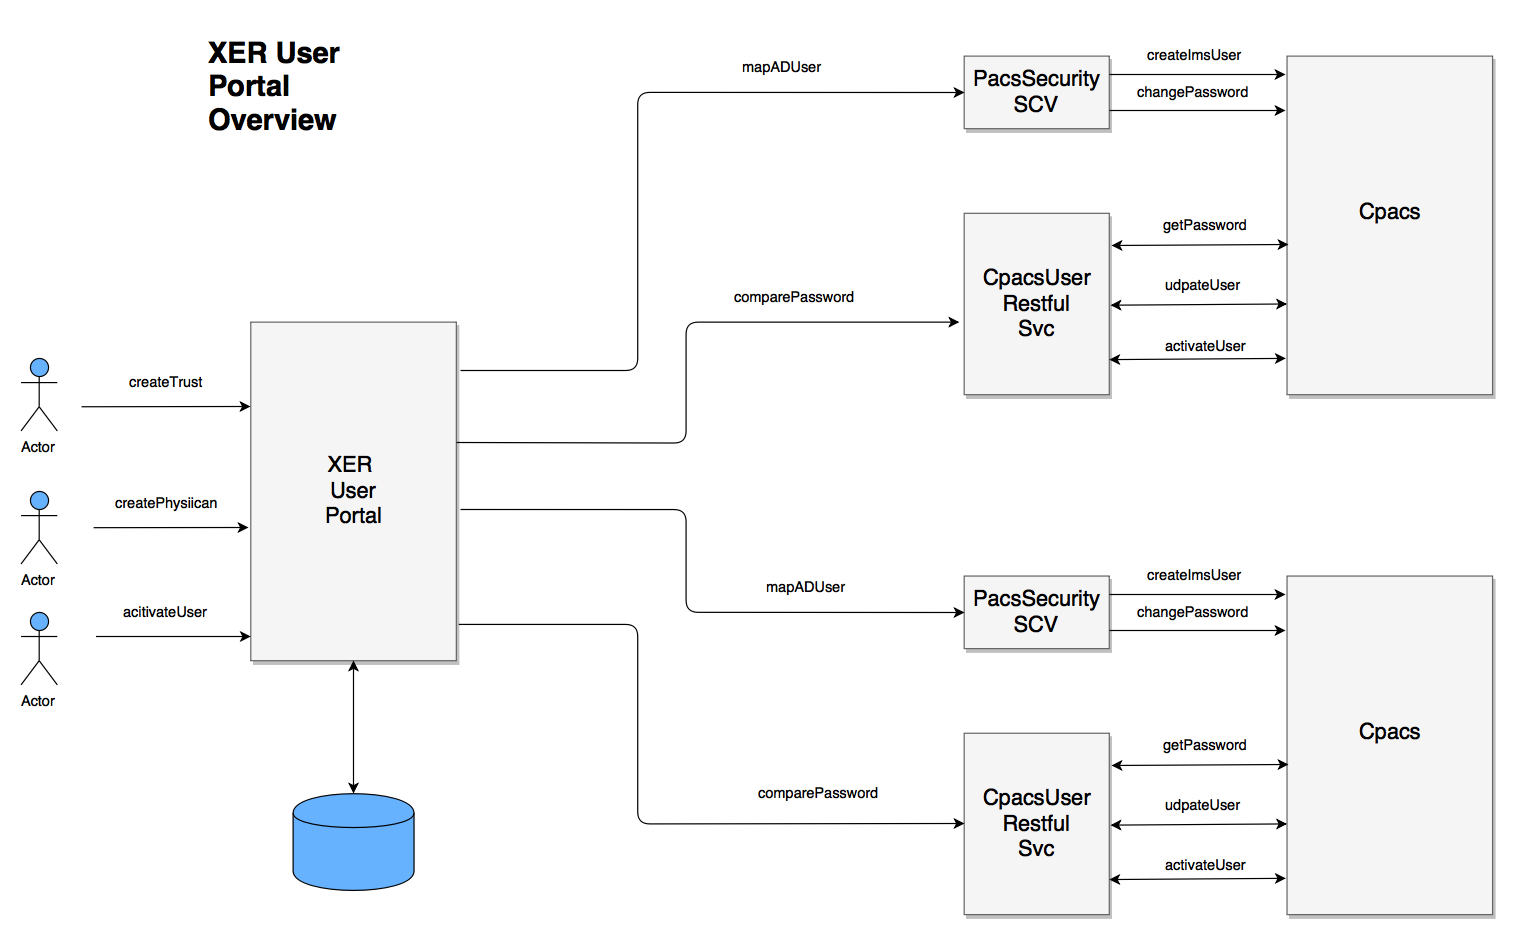 XER User
Portal
Overview
mapADUser
PacsSecurity
SCV
createImsUser
changePassword
Cpacs
comparePassword
CpacsUser
Restful
Svc
getPassword
udpateUser
activateUser
createTrust
Actor
createPhysiican
Actor
acitivateUser
Actor
XER
User
Portal
mapADUser
PacsSecurity
SCV
createImsUser
changePassword
Cpacs
comparePassword
CpacsUser
Restful
Svc
getPassword
udpateUser
activateUser